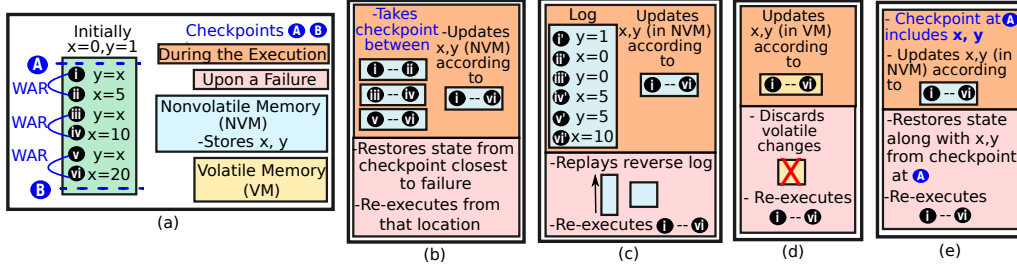 Initially
x=0,y=1
A
WAR
i y=x
ii x=5
WAR
iii y=x
iv x=10
WAR
v y=x
vi x=20
B
Checkpoints A B
During the Execution
Upon a Failure
Nonvolatile Memory
(NVM)
-Stores x, y
Volatile Memory
(VM)
(a)
-Takes
checkpoint
between
i -- ii
iii -- iv
v -- vi
-Updates
x,y (NVM)
according
to
i -- vi
-Restores state from
checkpoint closest
to failure
-Re-executes from
that location
(b)
Log
i' y=1
ii' x=0
iii' y=0
iv' x=5
v' y=5
vi' x=10
Updates
x,y (in NVM)
according
to
i -- vi
-Replays reverse log
-Re-executes i -- vi
(c)
Updates
x,y (in VM)
according
to
i -- vi
- Discards
volatile
changes
X
- Re-executes
i -- vi
(d)
- Checkpoint at A
includes x, y
- Updates x,y (in
NVM) according
to
i -- vi
-Restores state
along with x,y
from checkpoint
at A
-Re-executes
i -- vi
(e)